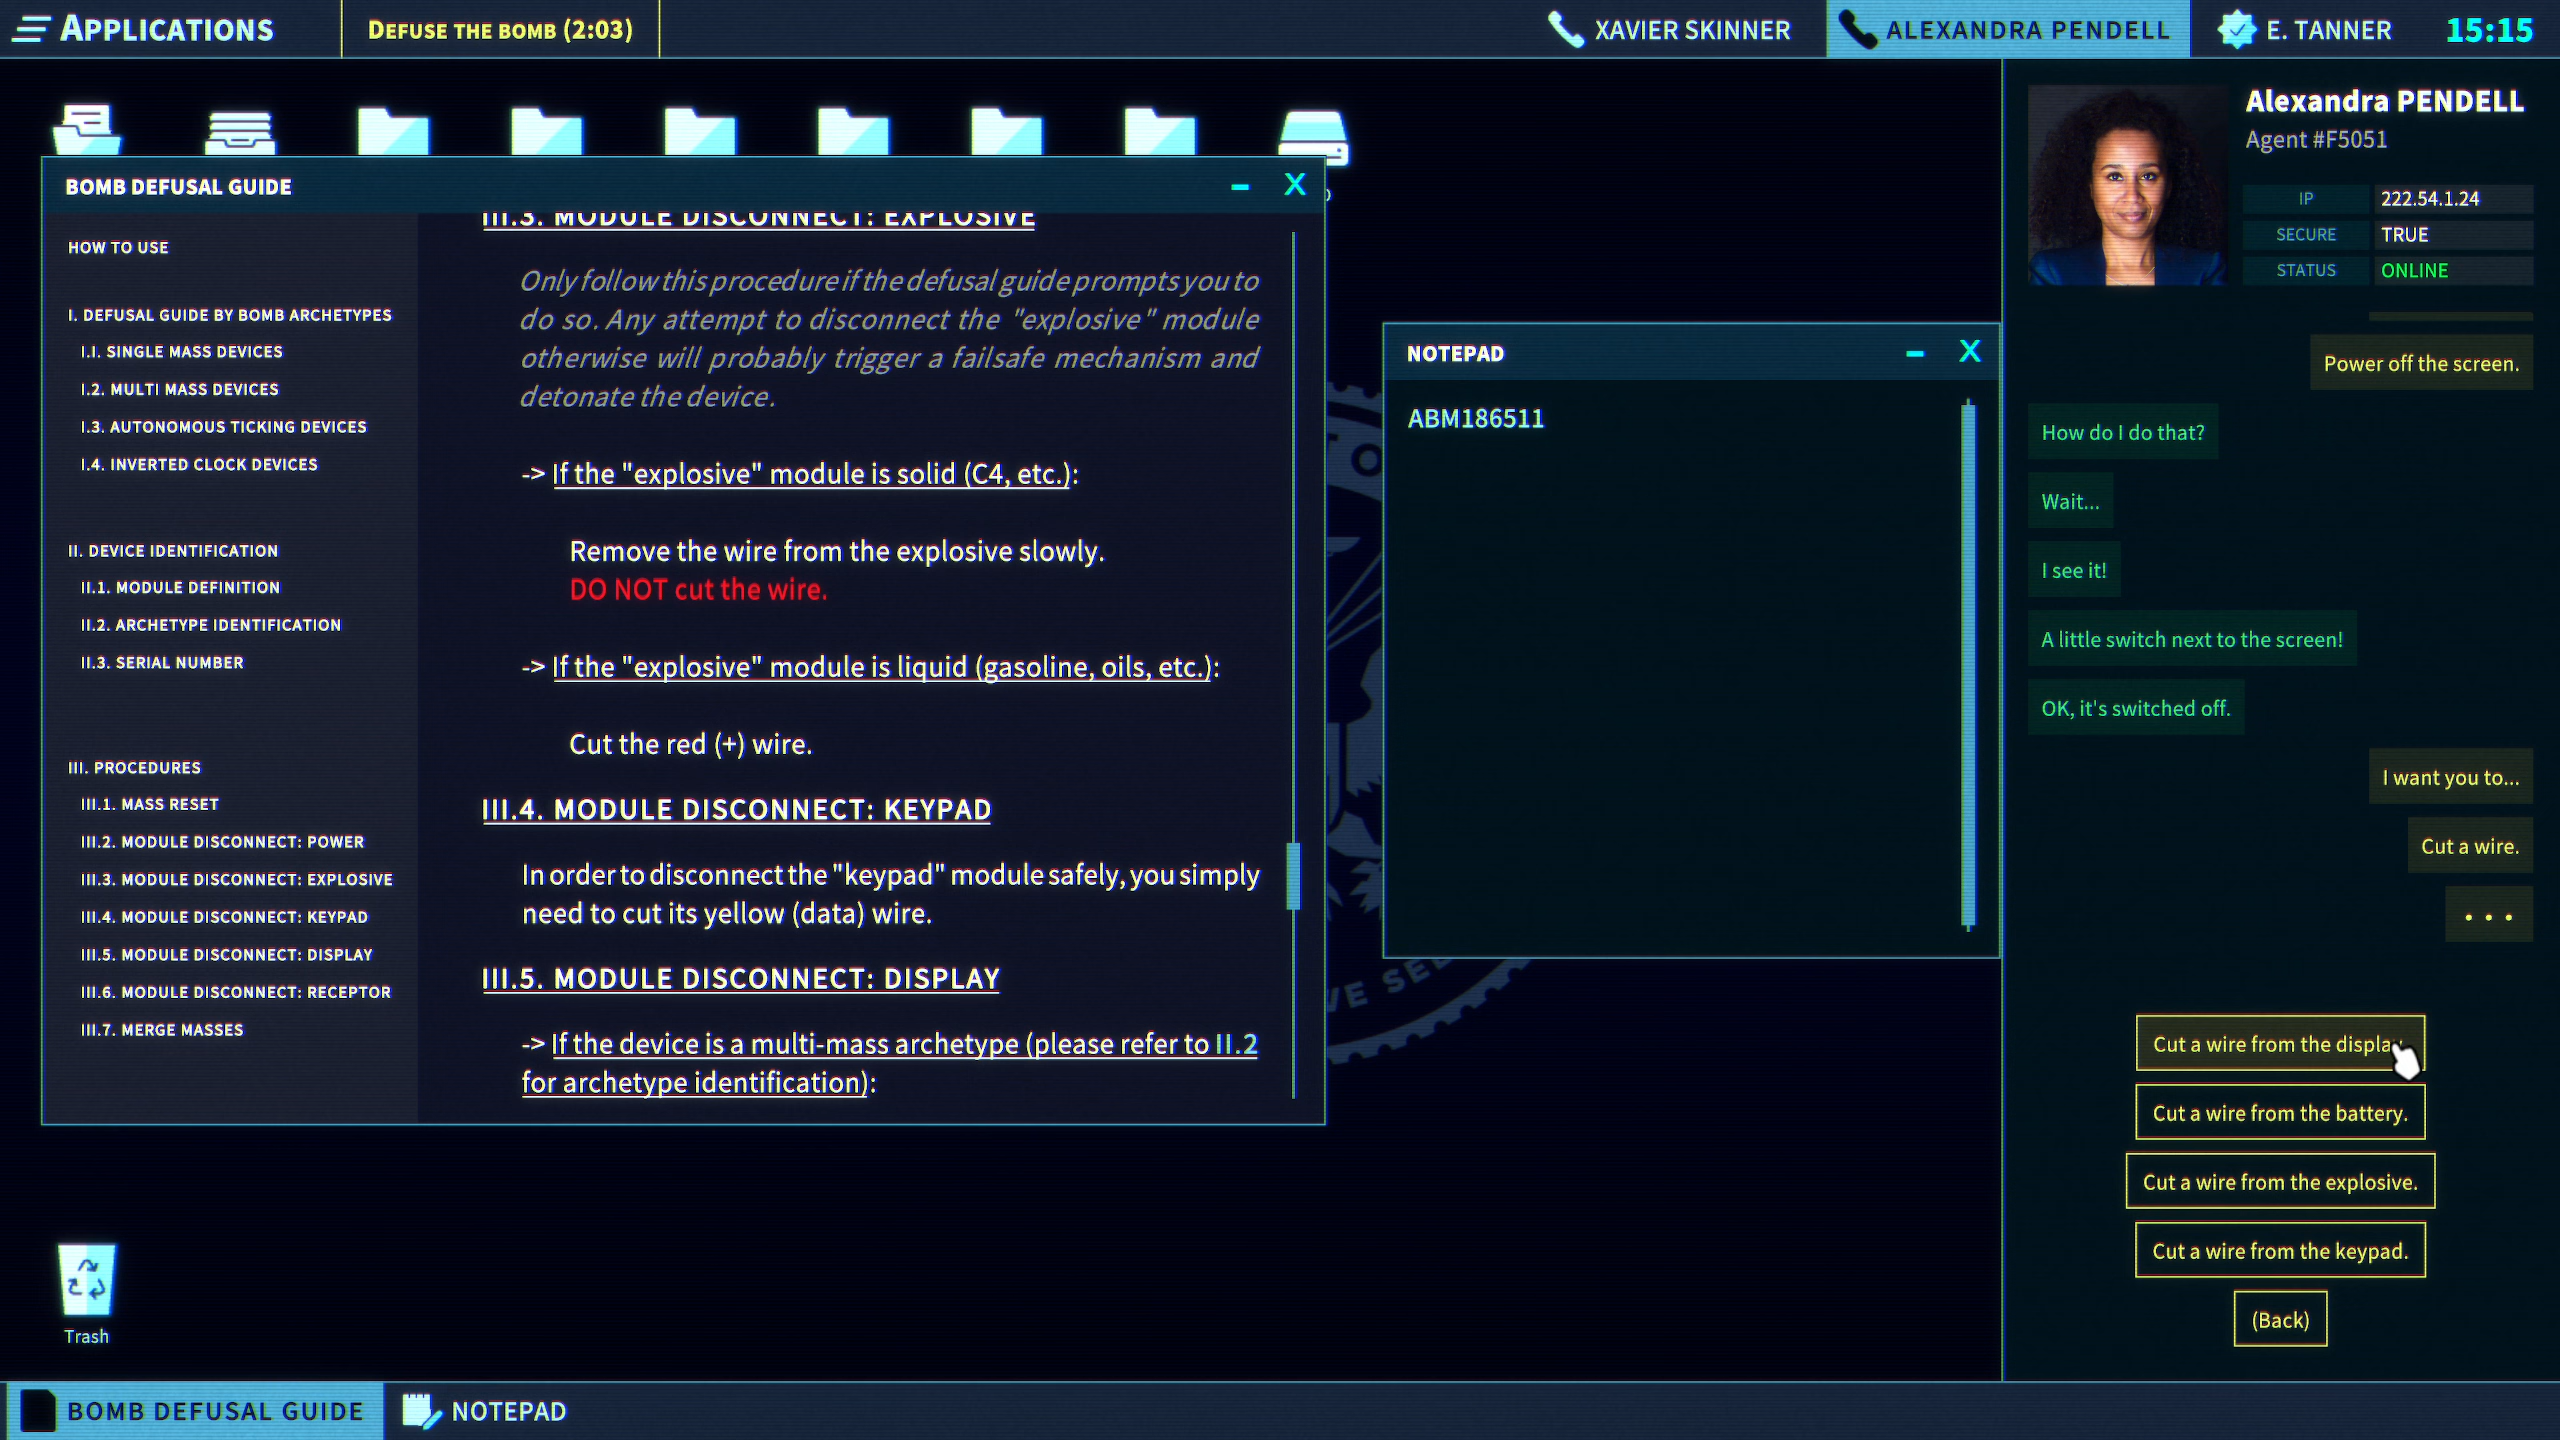 APPLICATIONS
DEFUSE THE BOMB (2:03)
XAVIER SKINNER
ALEXANDRA PENDELL
E. TANNER
15:15
BOMB DEFUSAL GUIDE
HOW TO USE
I. DEFUSAL GUIDE BY BOMB ARCHETYPES
I.I. SINGLE MASS DEVICES
I.2. MULTI MASS DEVICES
I.3. AUTONOMOUS TICKING DEVICES
I.4. INVERTED CLOCK DEVICES
II. DEVICE IDENTIFICATION
II.1. MODULE DEFINITION
II.2. ARCHETYPE IDENTIFICATION
II.3. SERIAL NUMBER
III. PROCEDURES
III.1. MASS RESET
III.2. MODULE DISCONNECT: POWER
III.3. MODULE DISCONNECT: EXPLOSIVE
III.4. MODULE DISCONNECT: KEYPAD
III.5. MODULE DISCONNECT: DISPLAY
III.6. MODULE DISCONNECT: RECEPTOR
III.7. MERGE MASSES
III.3. MODULE DISCONNECT: EXPLOSIVE
Only follow this procedure if the defusal guide prompts you to
do so. Any attempt to disconnect the "explosive" module
otherwise will probably trigger a failsafe mechanism and
detonate the device.
-> If the "explosive" module is solid (C4, etc.):
Remove the wire from the explosive slowly.
DO NOT cut the wire.
-> If the "explosive" module is liquid (gasoline, oils, etc.):
Cut the red (+) wire.
III.4. MODULE DISCONNECT: KEYPAD
In order to disconnect the "keypad" module safely, you simply
need to cut its yellow (data) wire.
III.5. MODULE DISCONNECT: DISPLAY
-> If the device is a multi-mass archetype (please refer to II.2
for archetype identification):
NOTEPAD
ABM186511
Alexandra PENDELL
Agent #F5051
IP 222.54.1.24
SECURE TRUE
STATUS ONLINE
Power off the screen.
How do I do that?
Wait...
I see it!
A little switch next to the screen!
OK, it's switched off.
I want you to...
Cut a wire.
...
Cut a wire from the display.
Cut a wire from the battery.
Cut a wire from the explosive.
Cut a wire from the keypad.
(Back)
Trash
BOMB DEFUSAL GUIDE
NOTEPAD